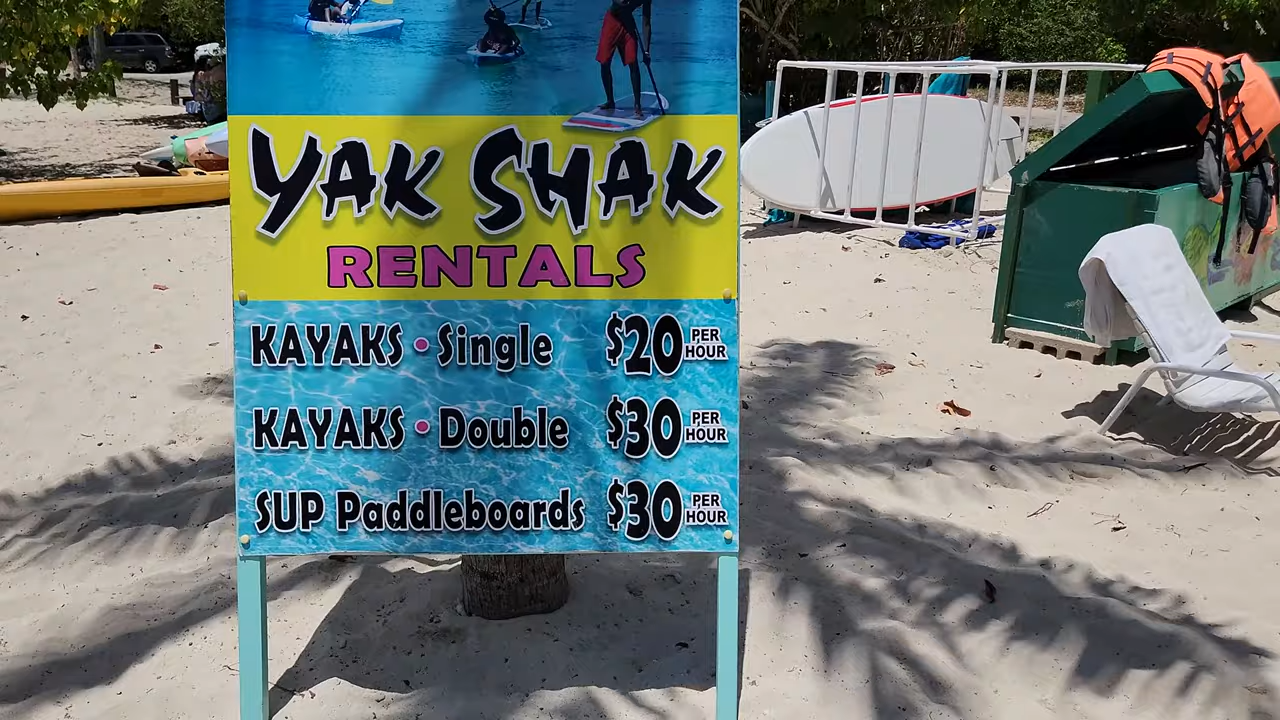 YAK SHAK
RENTALS
KAYAKS • Single $20 PER HOUR
KAYAKS • Double $30 PER HOUR
SUP Paddleboards $30 PER HOUR